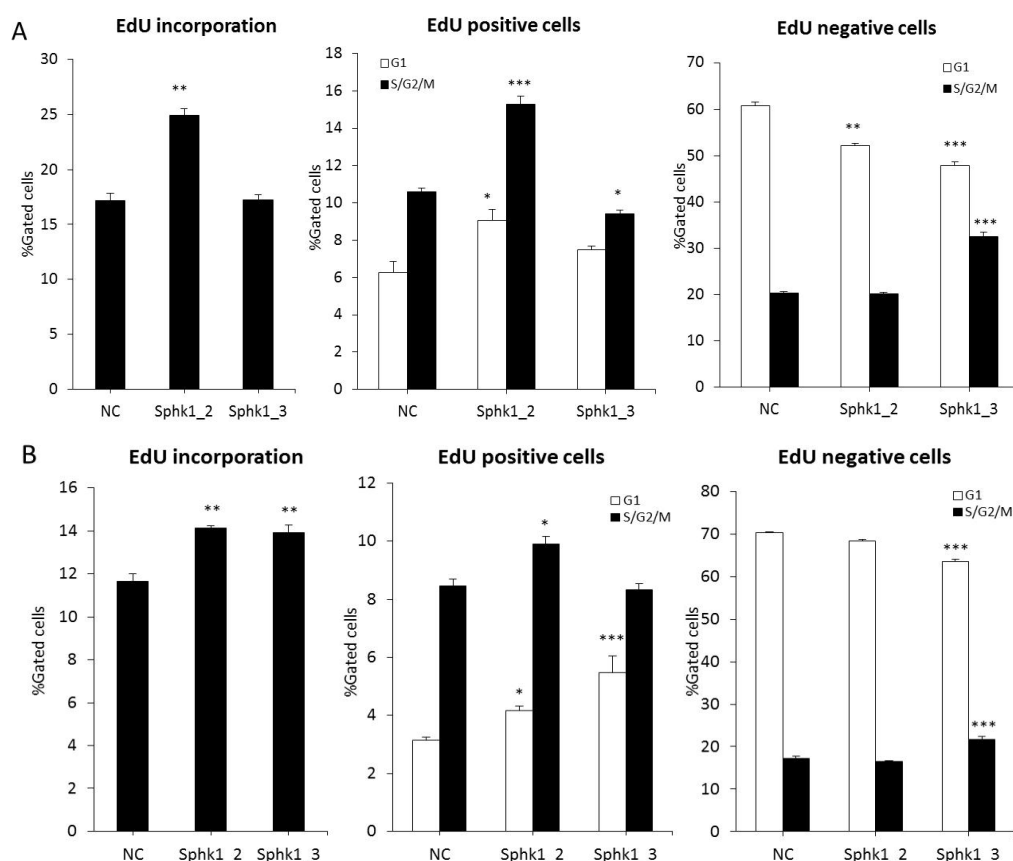 A
EdU incorporation
%Gated cells
30
25
20
15
10
5
0
**
NC Sphk1_2 Sphk1_3
EdU positive cells
G1
S/G2/M
%Gated cells
18
16
14
12
10
8
6
4
2
0
*
***
*
NC Sphk1_2 Sphk1_3
EdU negative cells
G1
S/G2/M
%Gated cells
70
60
50
40
30
20
10
0
**
***
***
NC Sphk1_2 Sphk1_3
B
EdU incorporation
%Gated cells
16
14
12
10
8
6
4
2
0
**
**
NC Sphk1_2 Sphk1_3
EdU positive cells
G1
S/G2/M
%Gated cells
12
10
8
6
4
2
0
*
*
***
NC Sphk1_2 Sphk1_3
EdU negative cells
G1
S/G2/M
%Gated cells
80
70
60
50
40
30
20
10
0
***
***
NC Sphk1_2 Sphk1_3